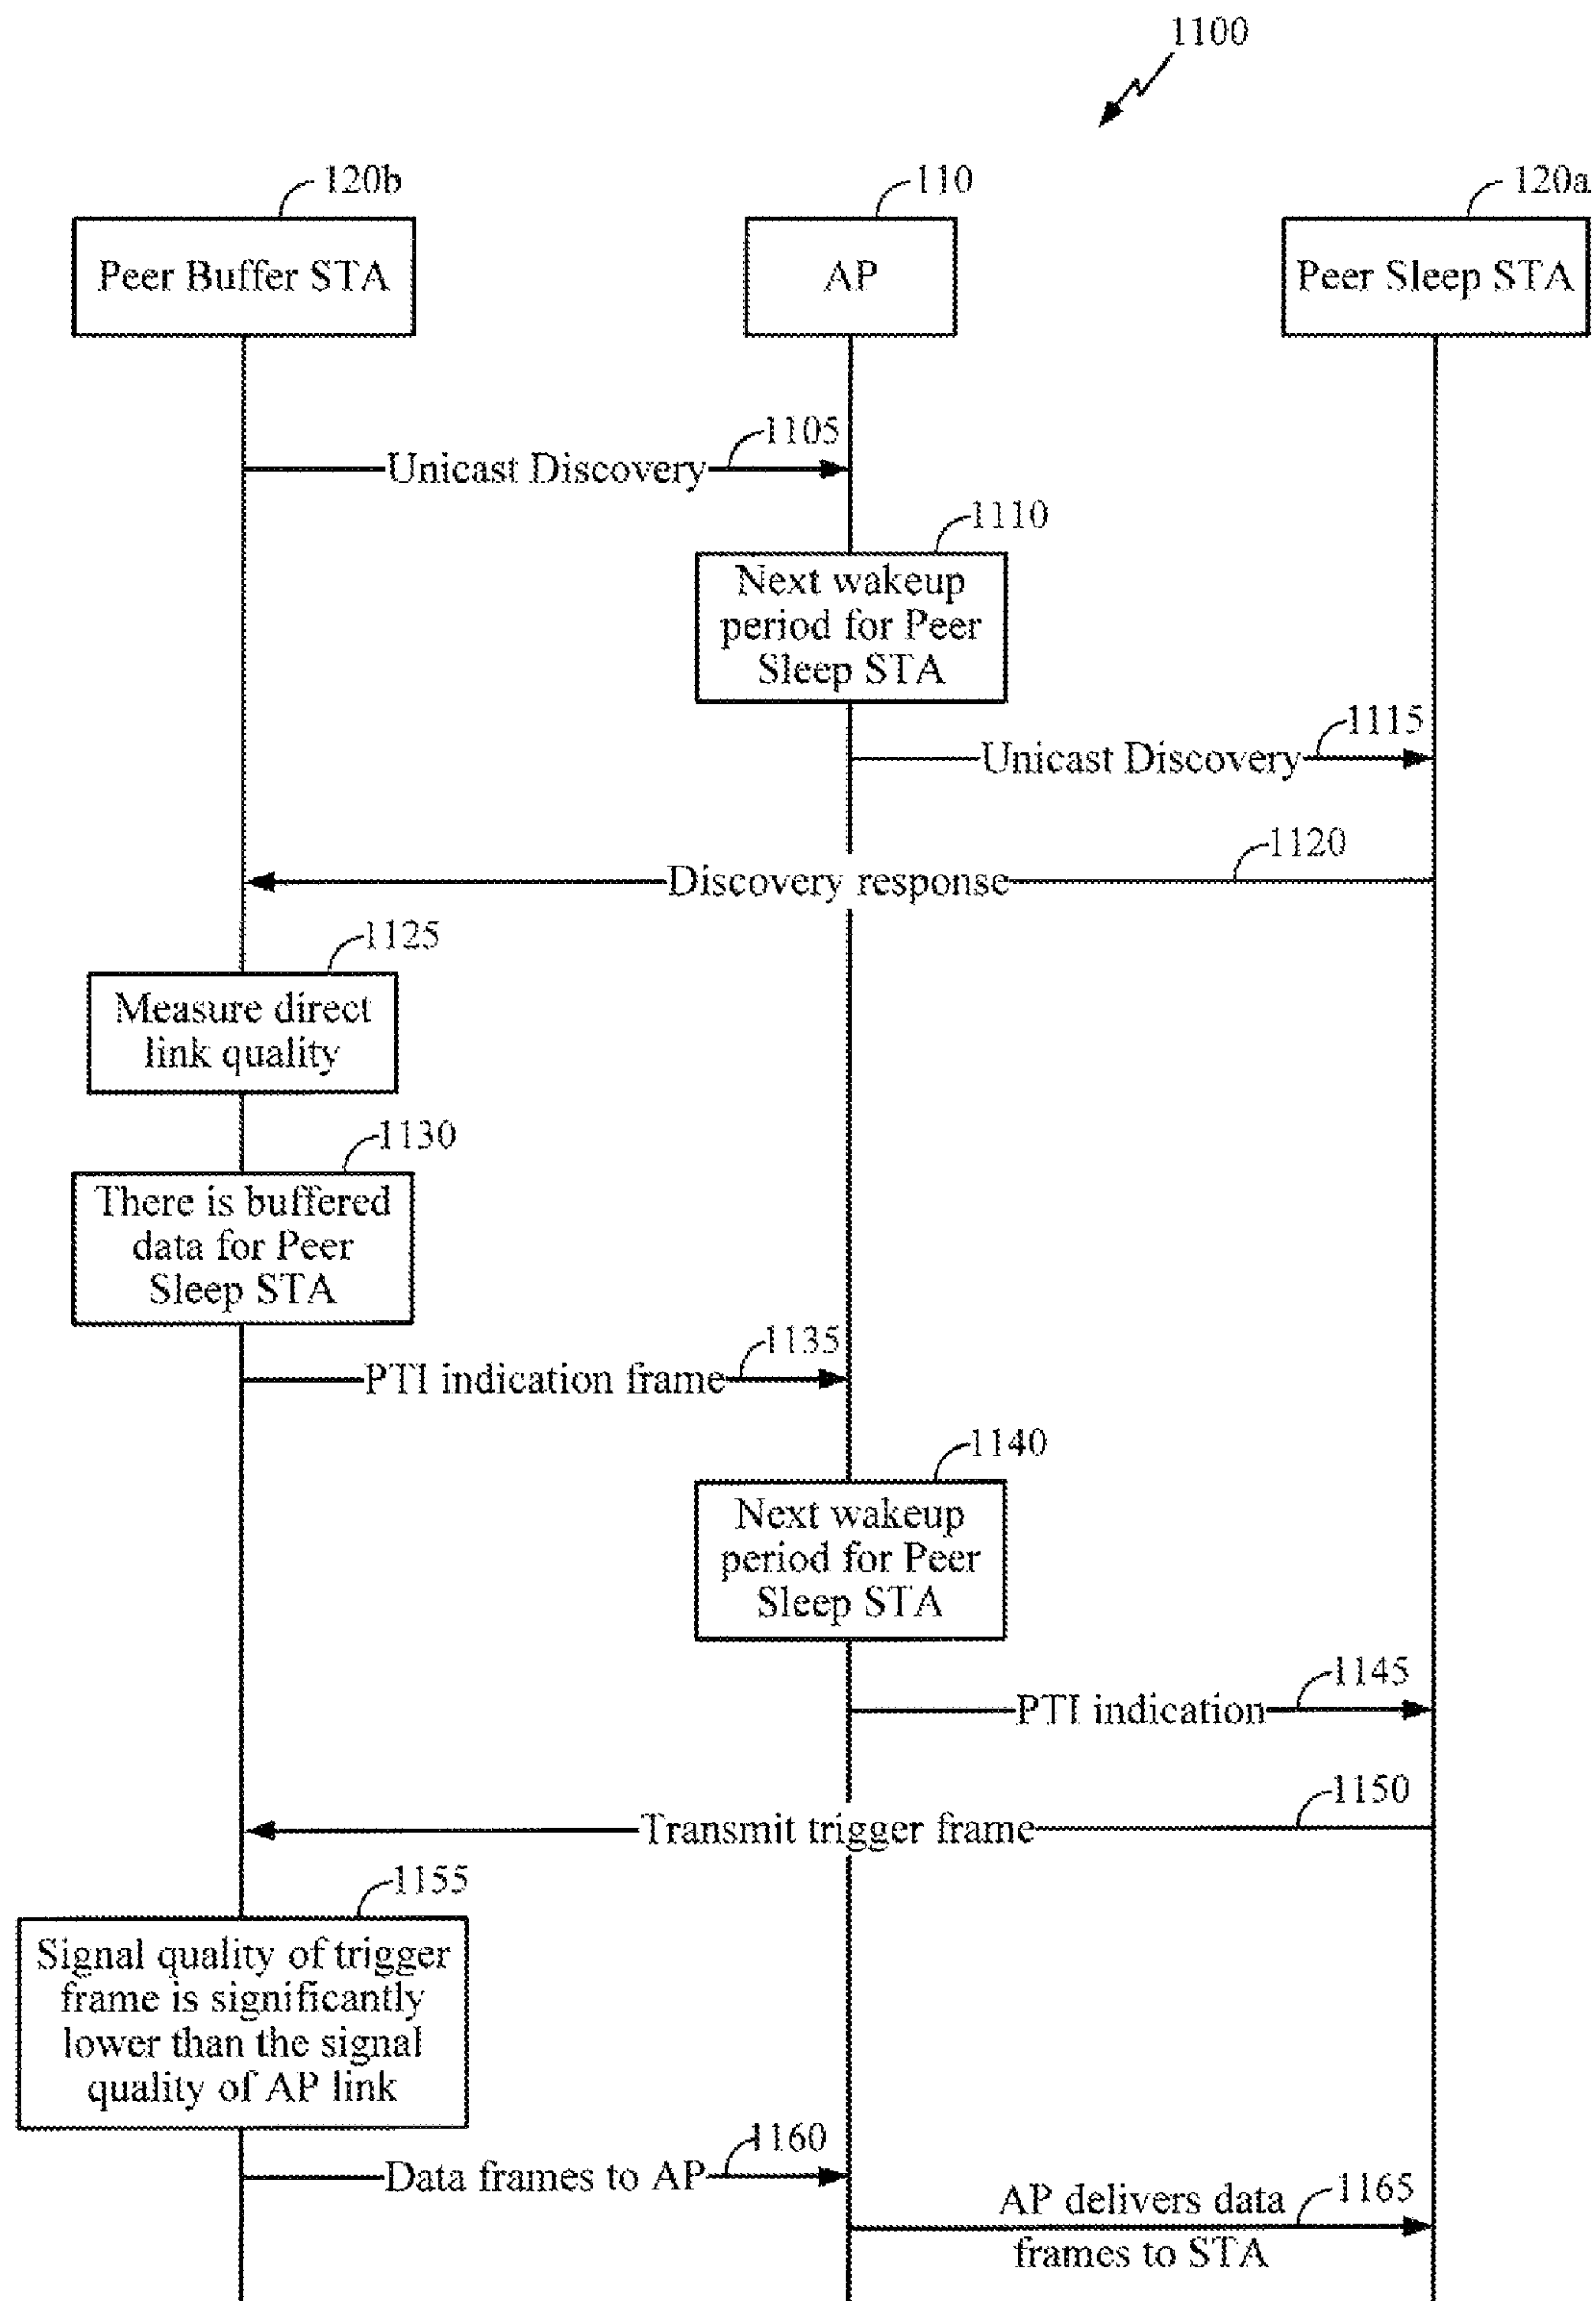 1100
120b
110
120a
Peer Buffer STA
AP
Peer Sleep STA
1105
Unicast Discovery
1110
Next wakeup
period for Peer
Sleep STA
1115
Unicast Discovery
1120
Discovery response
1125
Measure direct
link quality
1130
There is buffered
data for Peer
Sleep STA
1135
PTI indication frame
1140
Next wakeup
period for Peer
Sleep STA
1145
PTI indication
1150
Transmit trigger frame
1155
Signal quality of trigger
frame is significantly
lower than the signal
quality of AP link
1160
Data frames to AP
1165
AP delivers data
frames to STA